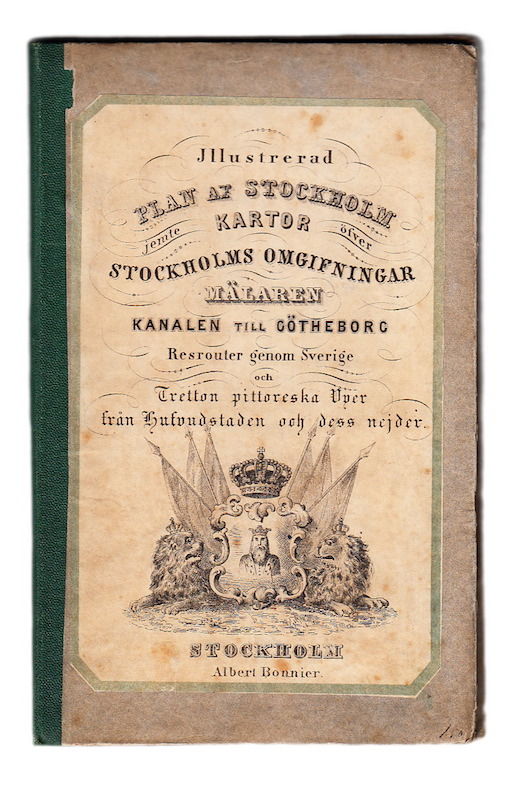 Jllustrerad
PLAN AF STOCKHOLM
jemte KARTOR öfver
STOCKHOLMS OMGIFNINGAR
MÄLAREN
KANALEN TILL GÖTHEBORG
Resrouter genom Sverige
och
Tretton pittoreska Vyer
från Hufvudstaden och dess nejder.
STOCKHOLM
Albert Bonnier.